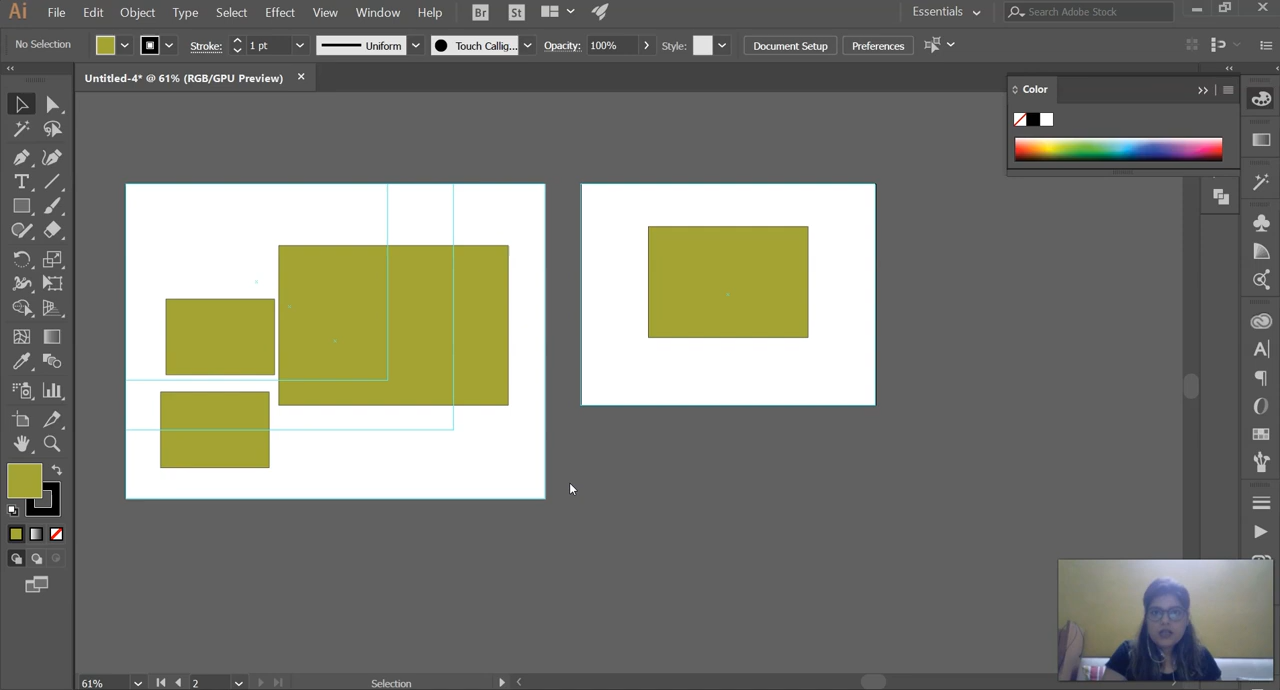 Ai File Edit Object Type Select Effect View Window Help Br St Essentials Search Adobe Stock
No Selection Stroke: 1 pt Uniform Touch Callig... Opacity: 100% Style: Document Setup Preferences
Untitled-4* @ 61% (RGB/GPU Preview)
Color
61% 2 Selection